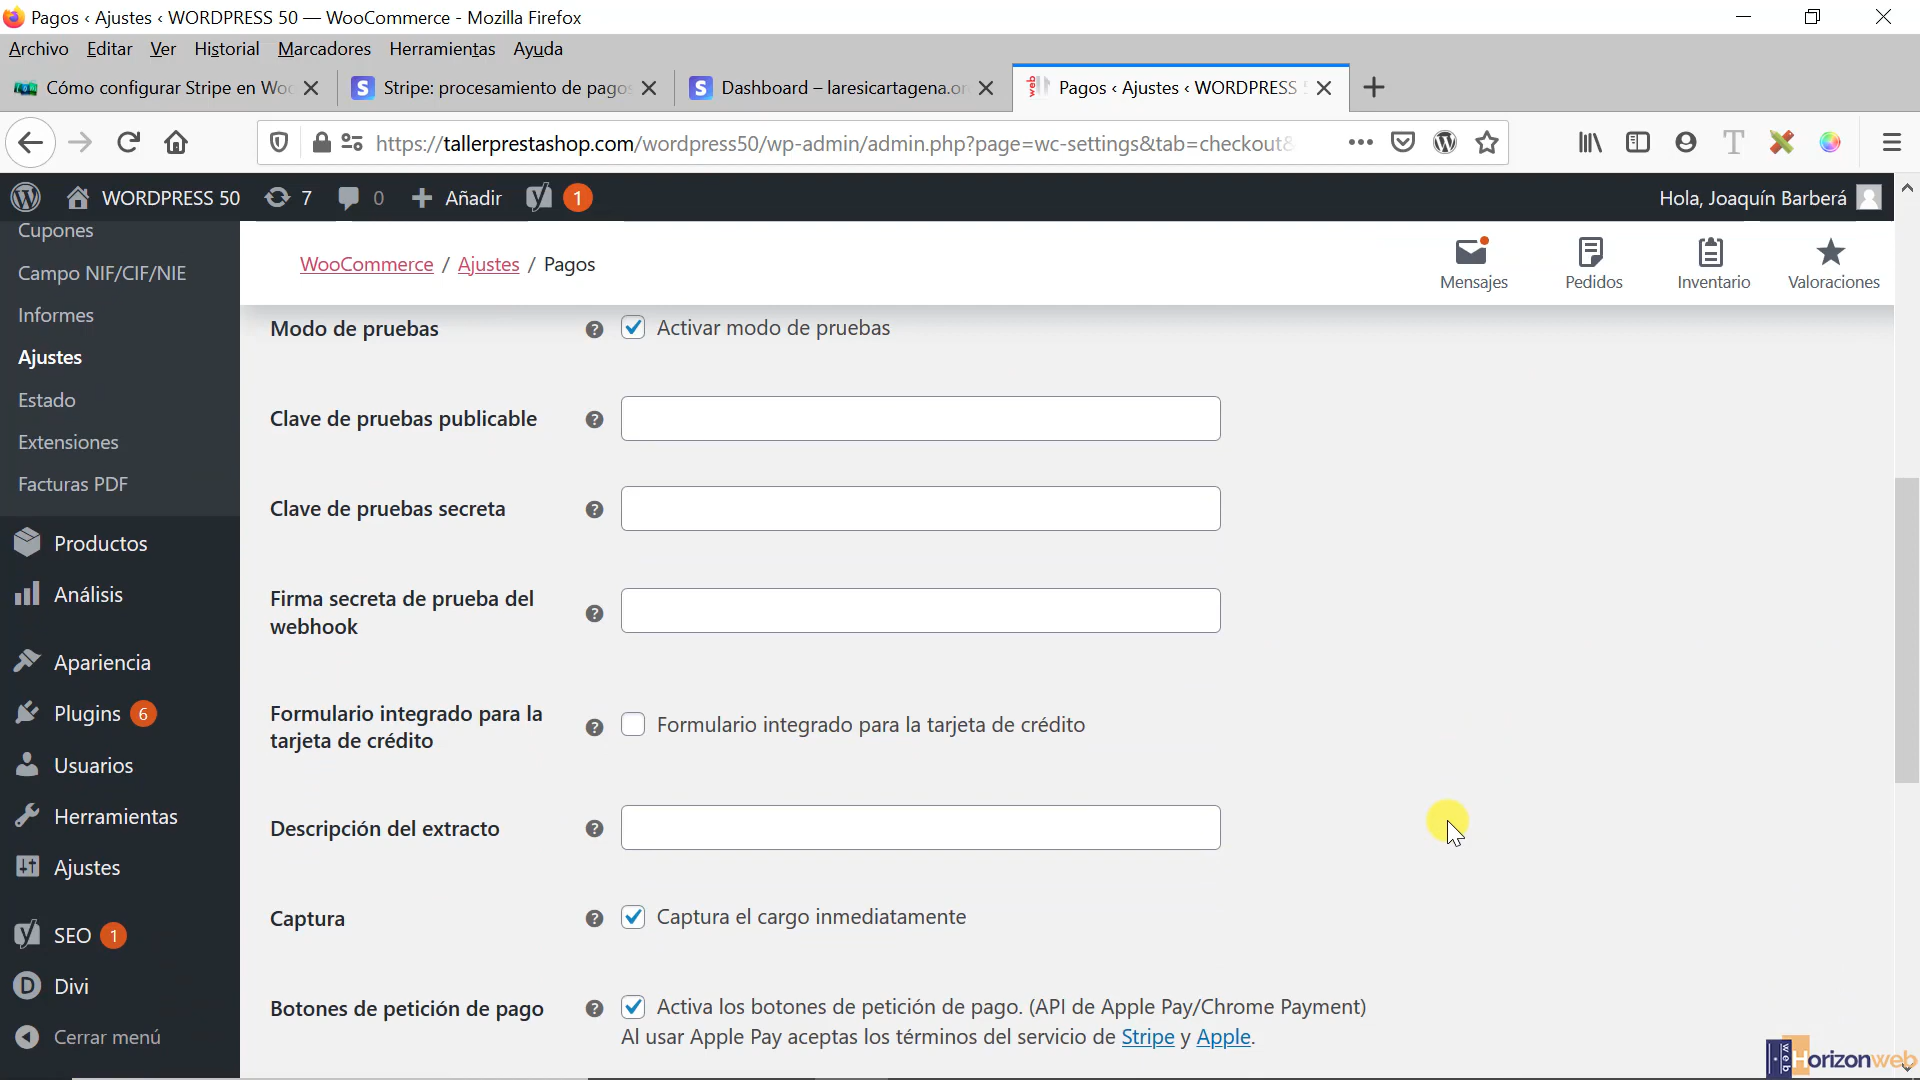 Pagos ‹ Ajustes ‹ WORDPRESS 50 — WooCommerce - Mozilla Firefox
Archivo Editar Ver Historial Marcadores Herramientas Ayuda
Cómo configurar Stripe en Woo
Stripe: procesamiento de pagos
Dashboard – laresicartagena.or
Pagos ‹ Ajustes ‹ WORDPRESS 5
https://tallerprestashop.com/wordpress50/wp-admin/admin.php?page=wc-settings&tab=checkout&
WORDPRESS 50 7 0 Añadir 1
Hola, Joaquín Barberá
Cupones
Campo NIF/CIF/NIE
Informes
Ajustes
Estado
Extensiones
Facturas PDF
Productos
Análisis
Apariencia
Plugins 6
Usuarios
Herramientas
Ajustes
SEO 1
Divi
Cerrar menú
WooCommerce / Ajustes / Pagos
Mensajes
Pedidos
Inventario
Valoraciones
Modo de pruebas
Activar modo de pruebas
Clave de pruebas publicable
Clave de pruebas secreta
Firma secreta de prueba del
webhook
Formulario integrado para la
tarjeta de crédito
Formulario integrado para la tarjeta de crédito
Descripción del extracto
Captura
Captura el cargo inmediatamente
Botones de petición de pago
Activa los botones de petición de pago. (API de Apple Pay/Chrome Payment)
Al usar Apple Pay aceptas los términos del servicio de Stripe y Apple.
web
Horizonweb